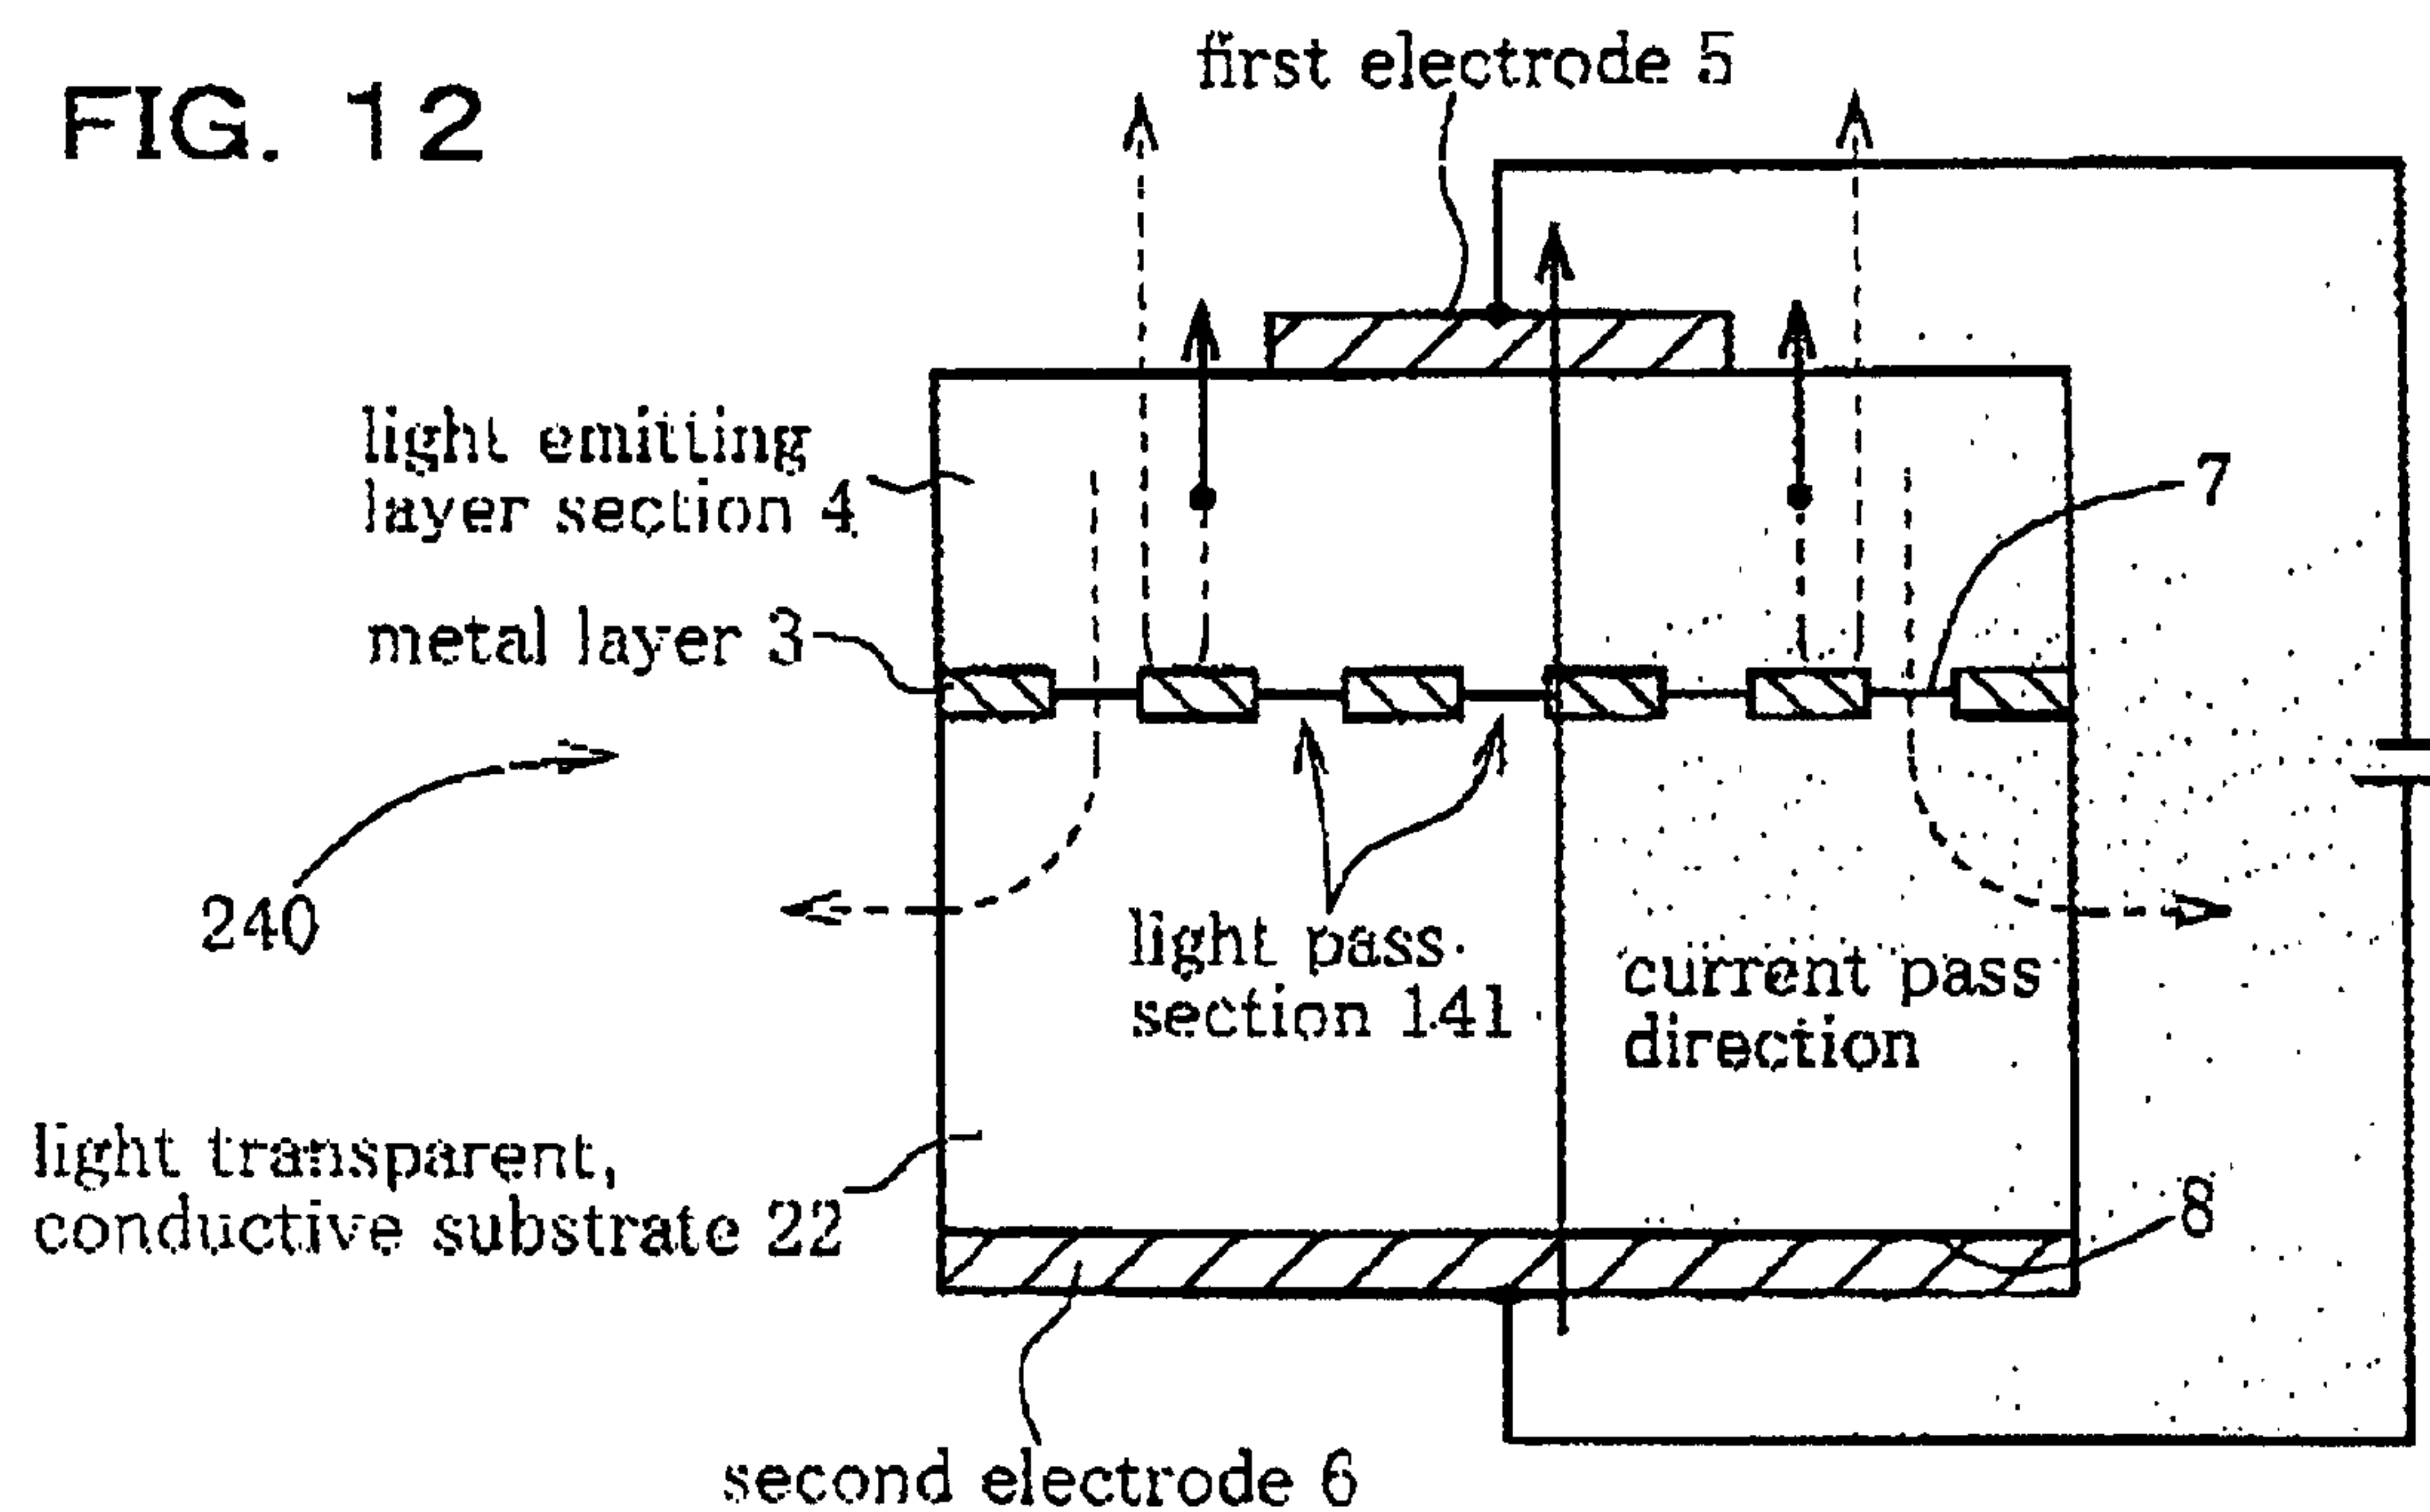 FIG. 12
first electrode 5
light emitting
layer section 4
7
metal layer 3
240
light pass
section 141
current pass
direction
light transparent,
conductive substrate 22
8
second electrode 6